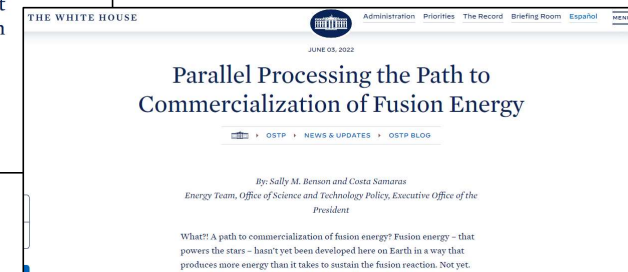 t
n
THE WHITE HOUSE
Administration Priorities The Record Briefing Room Español MENU
JUNE 03, 2022
Parallel Processing the Path to
Commercialization of Fusion Energy
OSTP NEWS & UPDATES OSTP BLOG
By: Sally M. Benson and Costa Samaras
Energy Team, Office of Science and Technology Policy, Executive Office of the
President
What?! A path to commercialization of fusion energy? Fusion energy – that
powers the stars – hasn't yet been developed here on Earth in a way that
produces more energy than it takes to sustain the fusion reaction. Not yet.